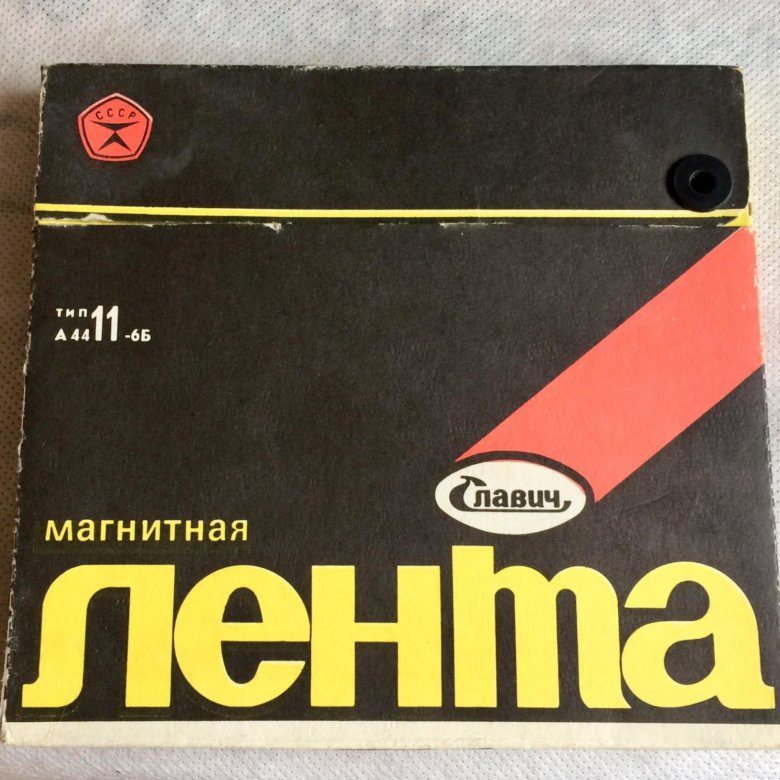 СССР
тип
А4411-6Б
Славич
магнитная
лента